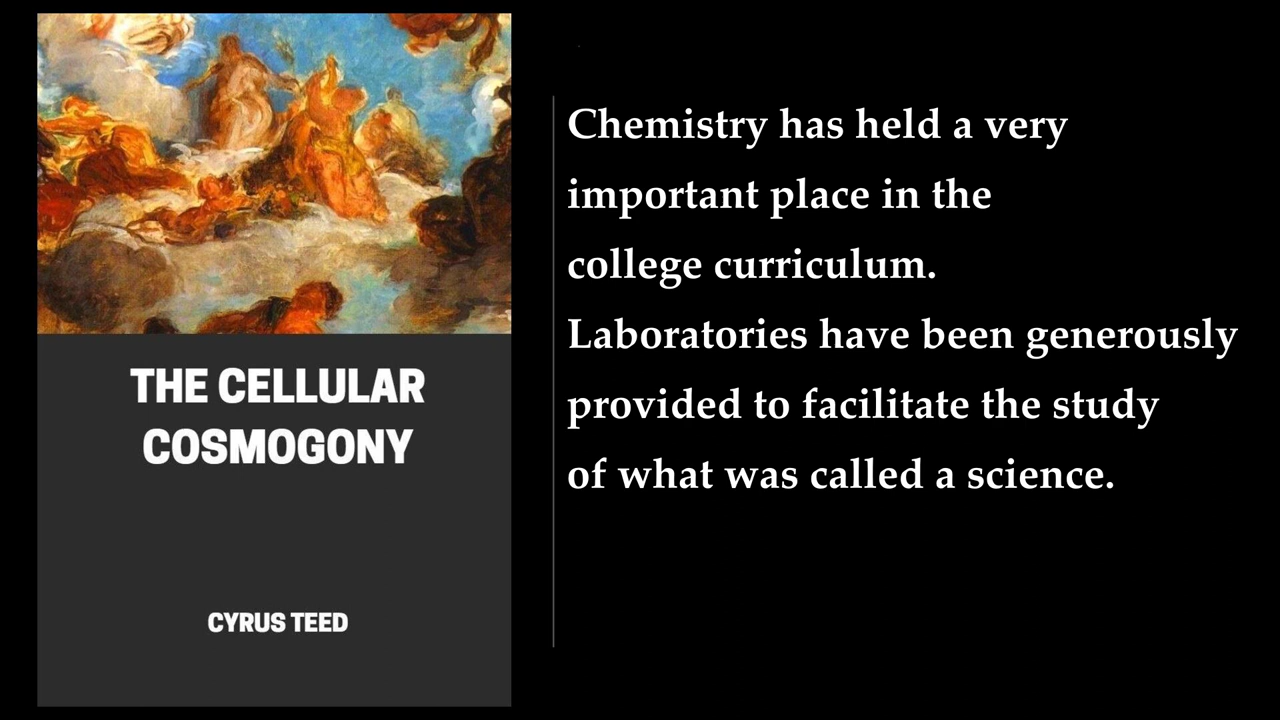 THE CELLULAR
COSMOGONY
CYRUS TEED
Chemistry has held a very
important place in the
college curriculum.
Laboratories have been generously
provided to facilitate the study
of what was called a science.